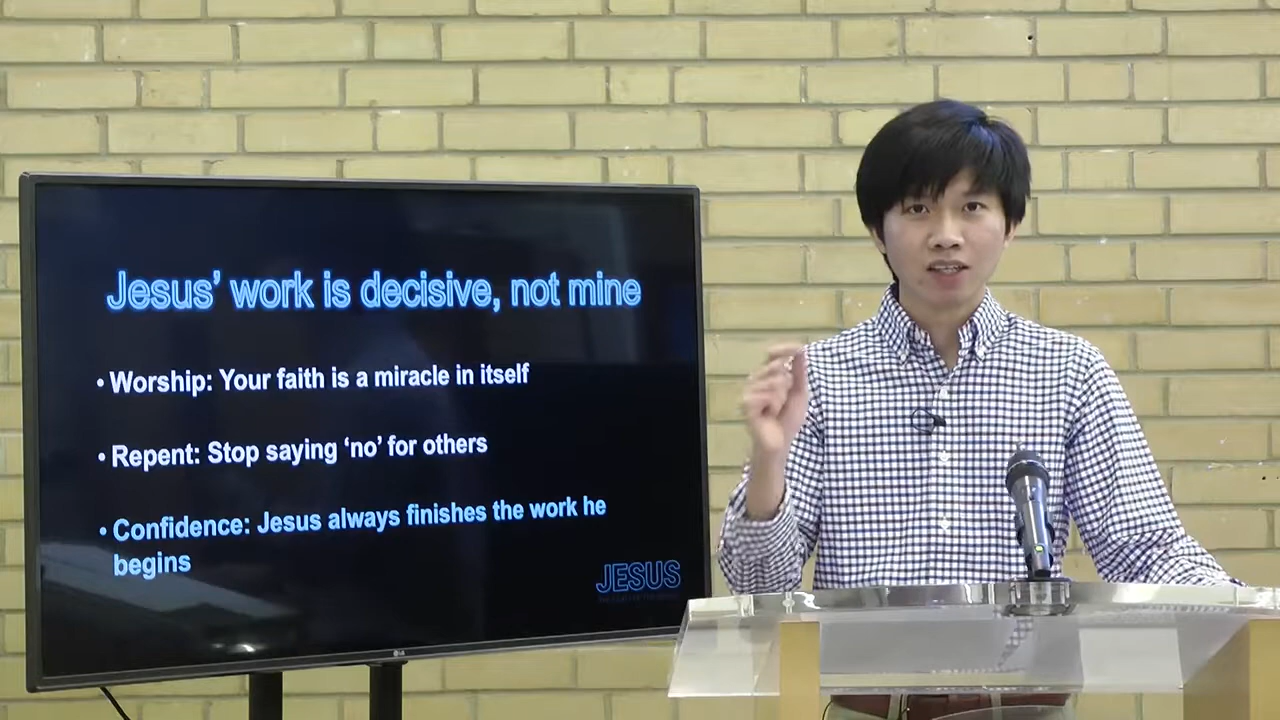 Jesus’ work is decisive, not mine
• Worship: Your faith is a miracle in itself
• Repent: Stop saying ‘no’ for others
• Confidence: Jesus always finishes the work he
begins
JESUS
LG